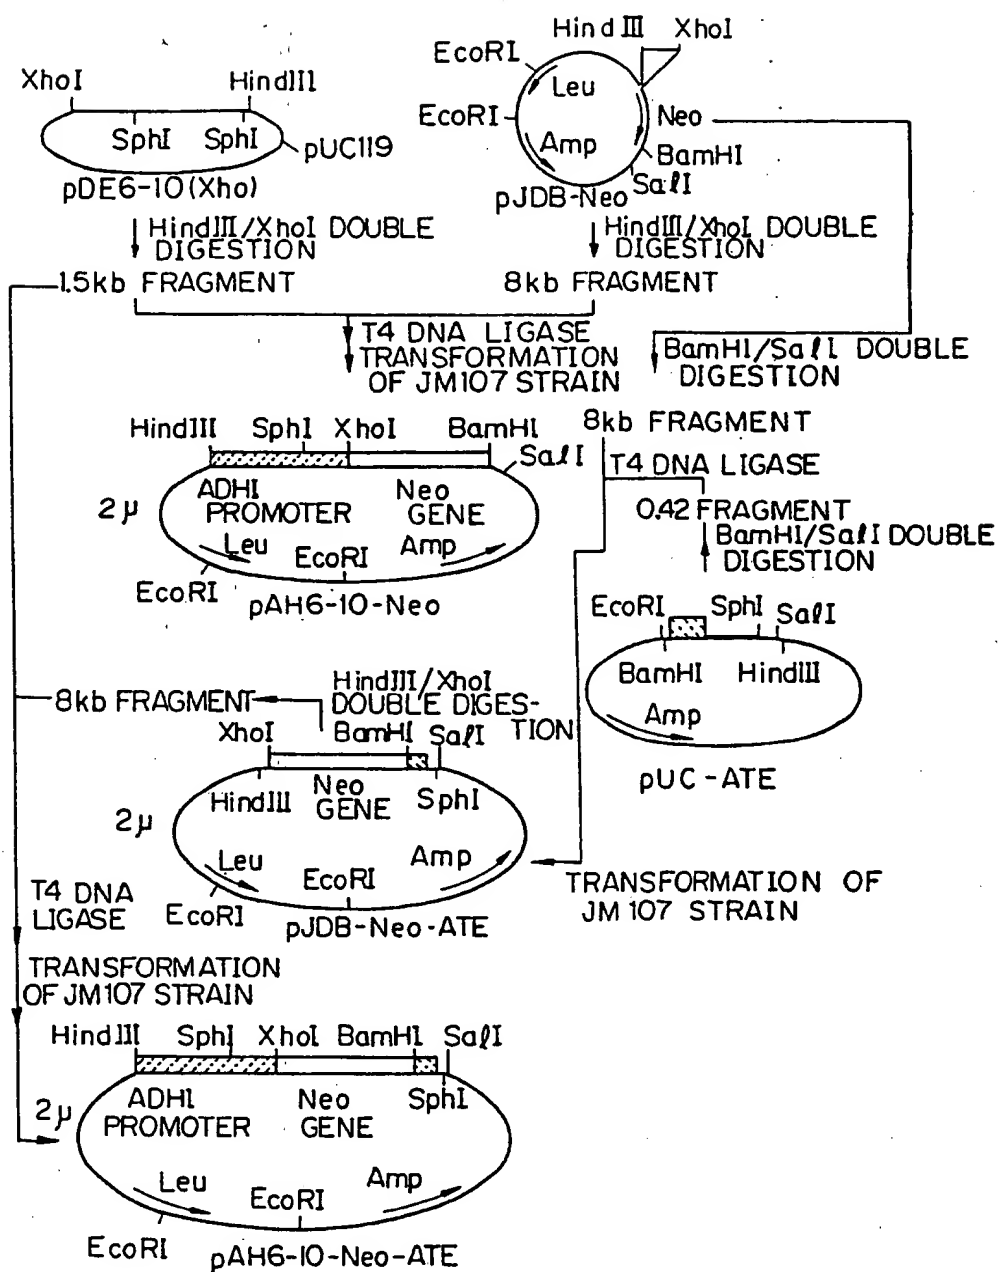 HindIII XhoI
EcoRI
XhoI HindIII
Leu
EcoRI
Neo
SphI SphI
pUC119
Amp
BamHI
SalI
pDE6-10(Xho)
pJDB-Neo
HindIII/XhoI DOUBLE
DIGESTION
HindIII/XhoI DOUBLE
DIGESTION
1.5kb FRAGMENT
8kb FRAGMENT
T4 DNA LIGASE
TRANSFORMATION
OF JM107 STRAIN
BamHI/SalI DOUBLE
DIGESTION
HindIII SphI XhoI BamHI
SalI
8kb FRAGMENT
T4 DNA LIGASE
2μ
ADHI
PROMOTER
Neo
GENE
0.42 FRAGMENT
BamHI/SalI DOUBLE
DIGESTION
Leu
EcoRI
Amp
EcoRI
pAH6-10-Neo
EcoRI SphI SalI
BamHI HindIII
Amp
pUC-ATE
8kb FRAGMENT
HindIII/XhoI
DOUBLE DIGES-
TION
XhoI BamHI SalI
HindIII
Neo
GENE
SphI
2μ
Leu
EcoRI
Amp
EcoRI
pJDB-Neo-ATE
TRANSFORMATION OF
JM107 STRAIN
T4 DNA
LIGASE
TRANSFORMATION
OF JM107 STRAIN
HindIII SphI XhoI BamHI SalI
2μ
ADHI
PROMOTER
Neo
GENE
SphI
Leu
EcoRI
Amp
EcoRI
pAH6-10-Neo-ATE